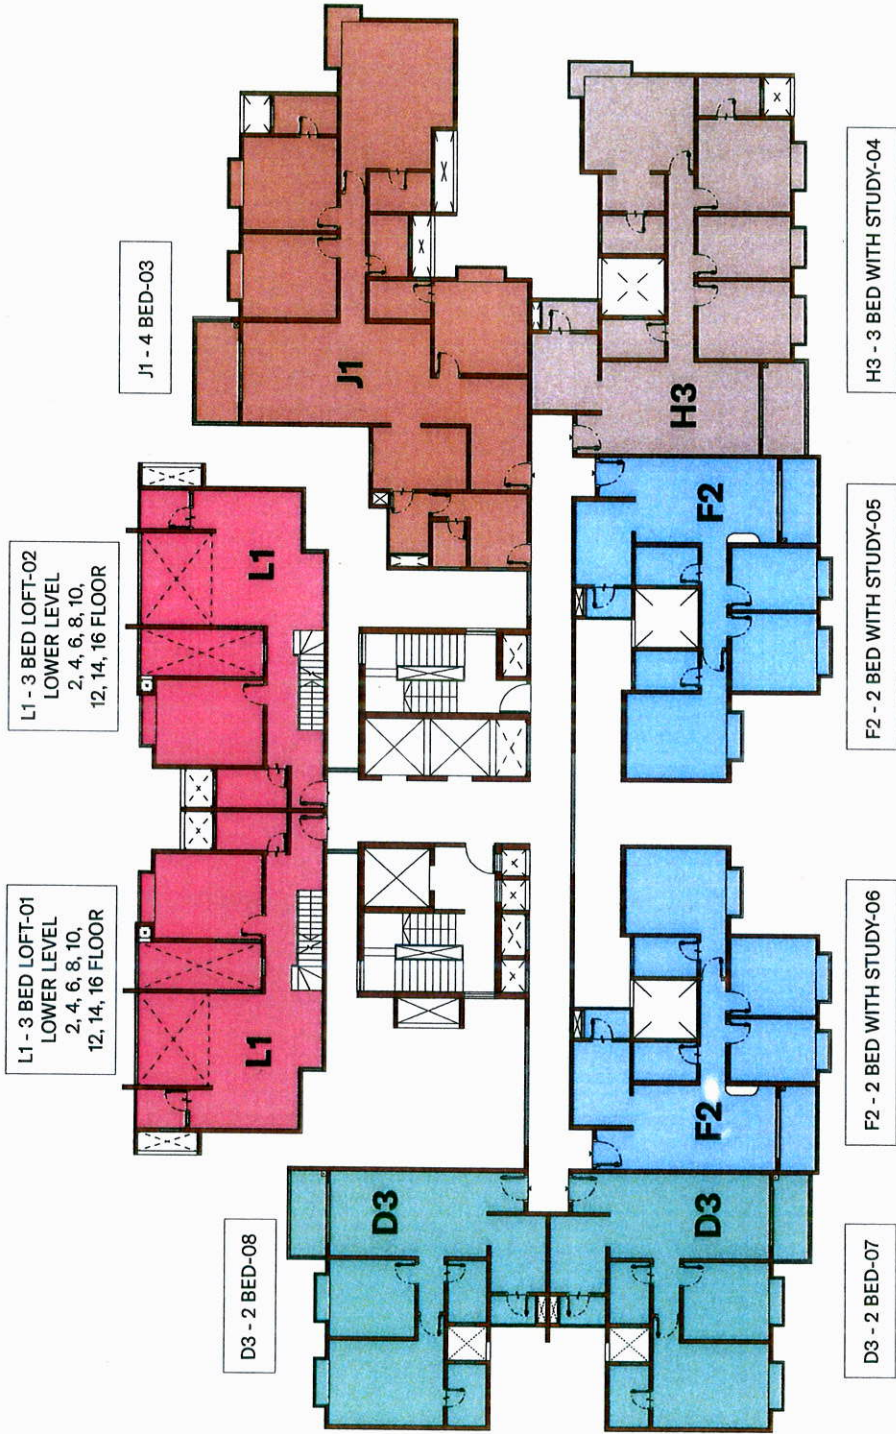 L1 - 3 BED LOFT-01
LOWER LEVEL
2, 4, 6, 8, 10,
12, 14, 16 FLOOR
L1 - 3 BED LOFT-02
LOWER LEVEL
2, 4, 6, 8, 10,
12, 14, 16 FLOOR
J1 - 4 BED-03
D3 - 2 BED-08
L1
L1
J1
D3
D3
F2
F2
H3
D3 - 2 BED-07
F2 - 2 BED WITH STUDY-06
F2 - 2 BED WITH STUDY-05
H3 - 3 BED WITH STUDY-04